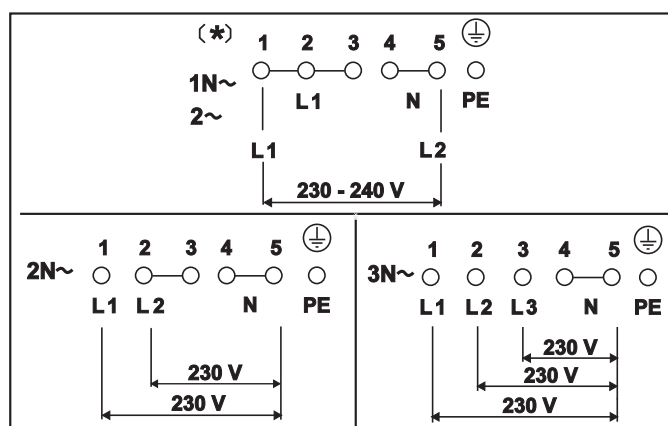 (*) 1 2 3 4 5
1N~ L1 N PE
2~
L1 L2
230 - 240 V
1 2 3 4 5
2N~
L1 L2 N PE
230 V
230 V
1 2 3 4 5
3N~
L1 L2 L3 N PE
230 V
230 V
230 V